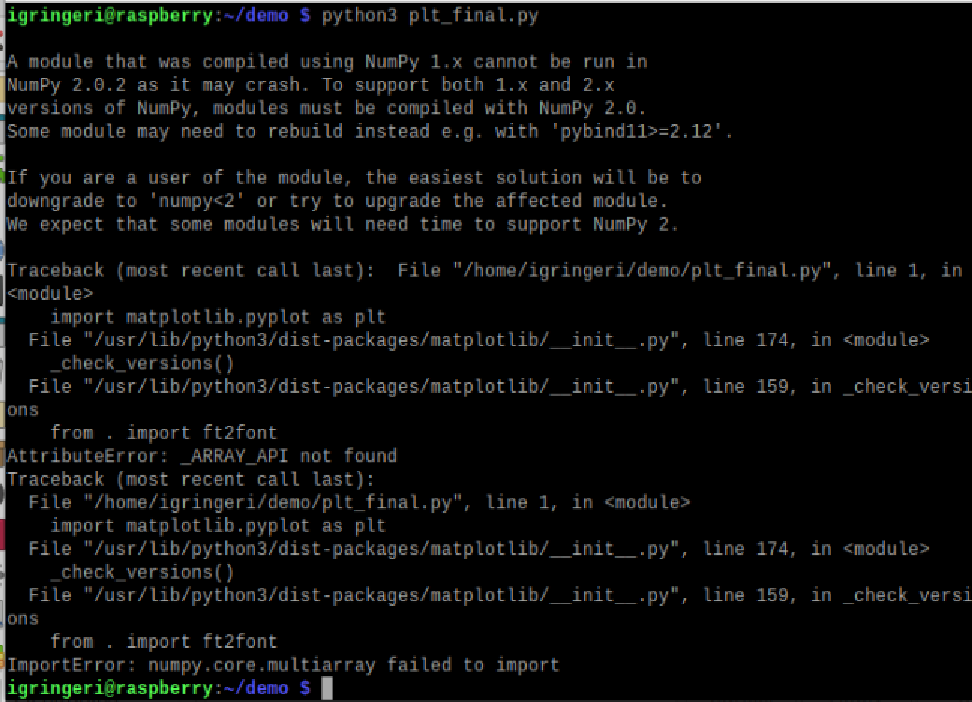 igringeri@raspberry:~/demo $ python3 plt_final.py

A module that was compiled using NumPy 1.x cannot be run in
NumPy 2.0.2 as it may crash. To support both 1.x and 2.x
versions of NumPy, modules must be compiled with NumPy 2.0.
Some module may need to rebuild instead e.g. with 'pybind11>=2.12'.

If you are a user of the module, the easiest solution will be to
downgrade to 'numpy<2' or try to upgrade the affected module.
We expect that some modules will need time to support NumPy 2.

Traceback (most recent call last):  File "/home/igringeri/demo/plt_final.py", line 1, in
<module>
    import matplotlib.pyplot as plt
  File "/usr/lib/python3/dist-packages/matplotlib/__init__.py", line 174, in <module>
    _check_versions()
  File "/usr/lib/python3/dist-packages/matplotlib/__init__.py", line 159, in _check_versi
ons
    from . import ft2font
AttributeError: _ARRAY_API not found
Traceback (most recent call last):
  File "/home/igringeri/demo/plt_final.py", line 1, in <module>
    import matplotlib.pyplot as plt
  File "/usr/lib/python3/dist-packages/matplotlib/__init__.py", line 174, in <module>
    _check_versions()
  File "/usr/lib/python3/dist-packages/matplotlib/__init__.py", line 159, in _check_versi
ons
    from . import ft2font
ImportError: numpy.core.multiarray failed to import
igringeri@raspberry:~/demo $